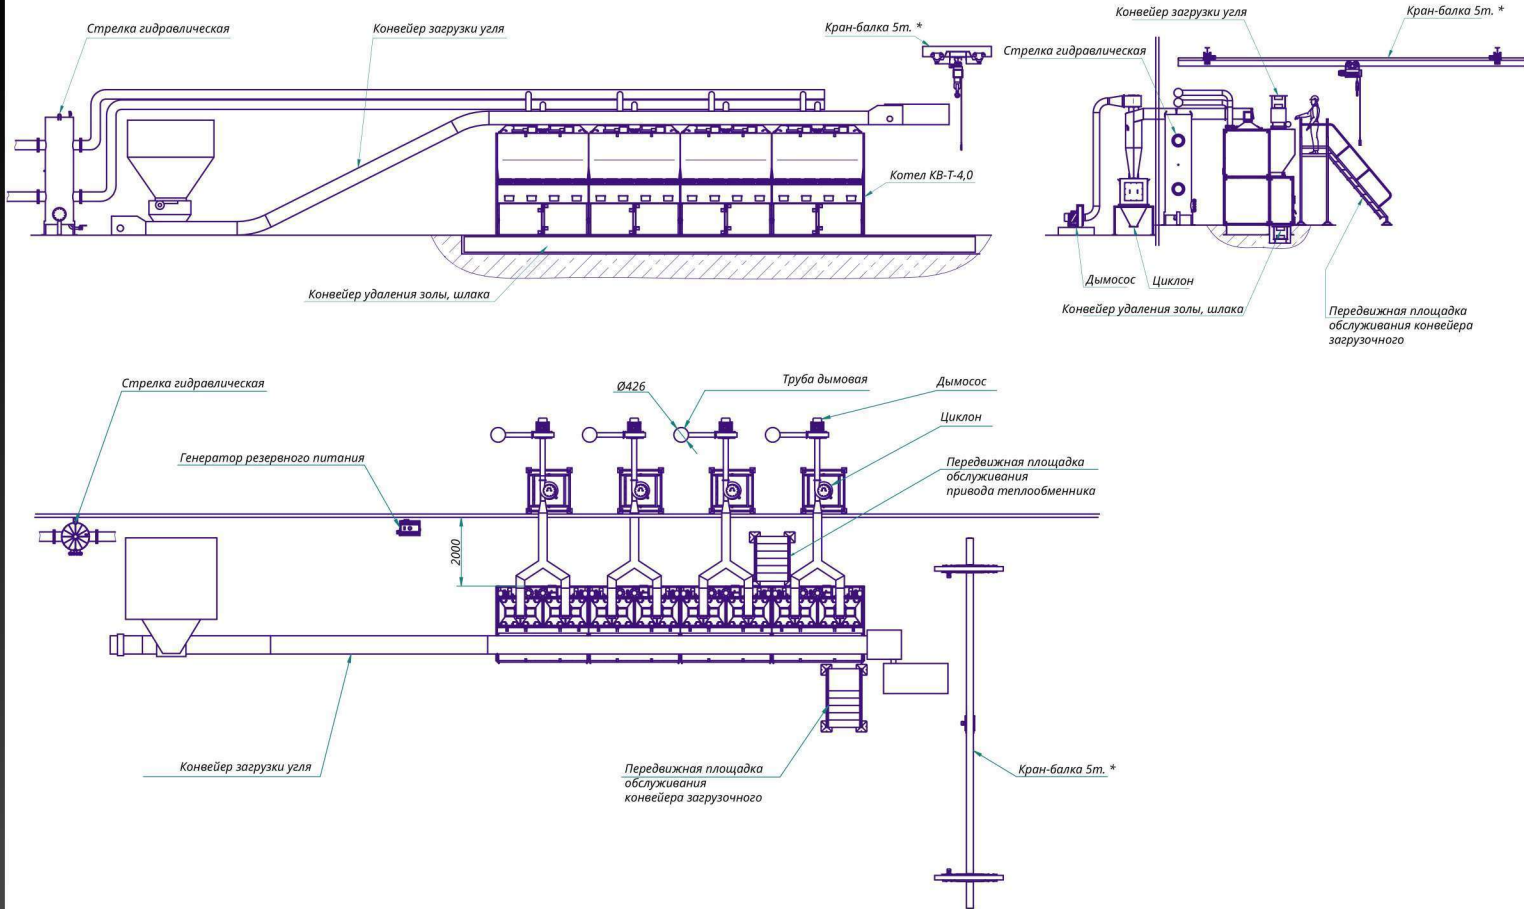 Стрелка гидравлическая
Конвейер загрузки угля
Кран-балка 5т. *
Котел КВ-Т-4,0
Конвейер удаления золы, шлака
Конвейер загрузки угля
Кран-балка 5т. *
Стрелка гидравлическая
Дымосос
Циклон
Конвейер удаления золы, шлака
Передвижная площадка
обслуживания конвейера
загрузочного
Стрелка гидравлическая
Ø426
Труба дымовая
Дымосос
Циклон
Генератор резервного питания
Передвижная площадка
обслуживания
привода теплообменника
2000
Конвейер загрузки угля
Передвижная площадка
обслуживания
конвейера загрузочного
Кран-балка 5т. *